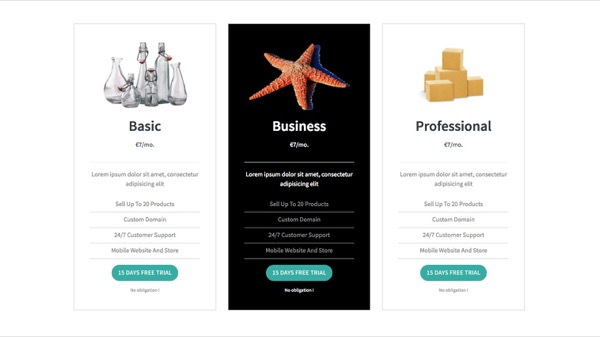 Basic
€7/mo.
Lorem ipsum dolor sit amet, consectetur
adipisicing elit
Sell Up To 20 Products
Custom Domain
24/7 Customer Support
Mobile Website And Store
15 DAYS FREE TRIAL
No obligation !
Business
€7/mo.
Lorem ipsum dolor sit amet, consectetur
adipisicing elit
Sell Up To 20 Products
Custom Domain
24/7 Customer Support
Mobile Website And Store
15 DAYS FREE TRIAL
No obligation !
Professional
€7/mo.
Lorem ipsum dolor sit amet, consectetur
adipisicing elit
Sell Up To 20 Products
Custom Domain
24/7 Customer Support
Mobile Website And Store
15 DAYS FREE TRIAL
No obligation !